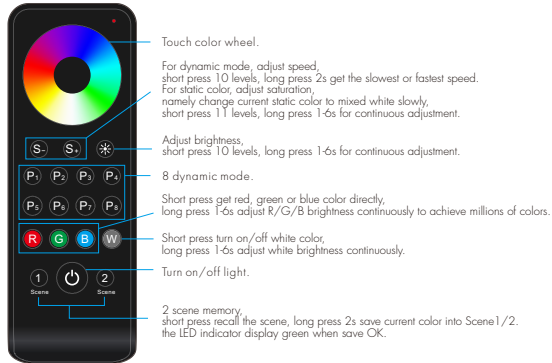 Touch color wheel.
For dynamic mode, adjust speed,
short press 10 levels, long press 2s get the slowest or fastest speed.
For static color, adjust saturation,
namely change current static color to mixed white slowly,
short press 11 levels, long press 1-6s for continuous adjustment.
S- S+
Adjust brightness,
short press 10 levels, long press 1-6s for continuous adjustment.
P1 P2 P3 P4
8 dynamic mode.
P5 P6 P7 P8
Short press get red, green or blue color directly,
long press 1-6s adjust R/G/B brightness continuously to achieve millions of colors.
R G B W
Short press turn on/off white color,
long press 1-6s adjust white brightness continuously.
Turn on/off light.
1 2
Scene Scene
2 scene memory,
short press recall the scene, long press 2s save current color into Scene1/2.
the LED indicator display green when save OK.